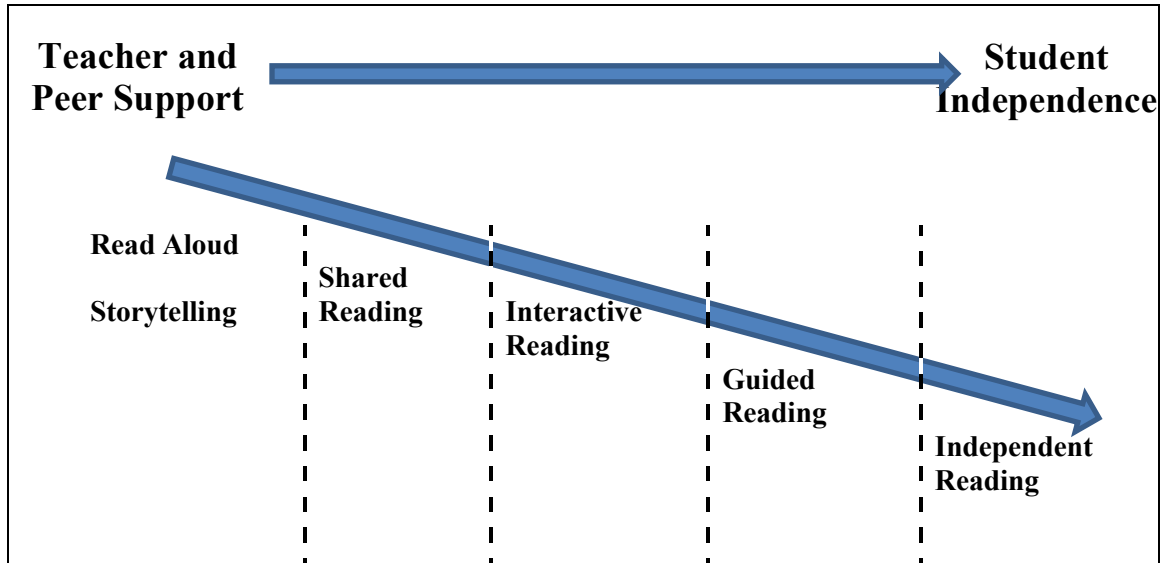 Teacher and
Peer Support
Student
Independence
Read Aloud
Storytelling
Shared
Reading
Interactive
Reading
Guided
Reading
Independent
Reading